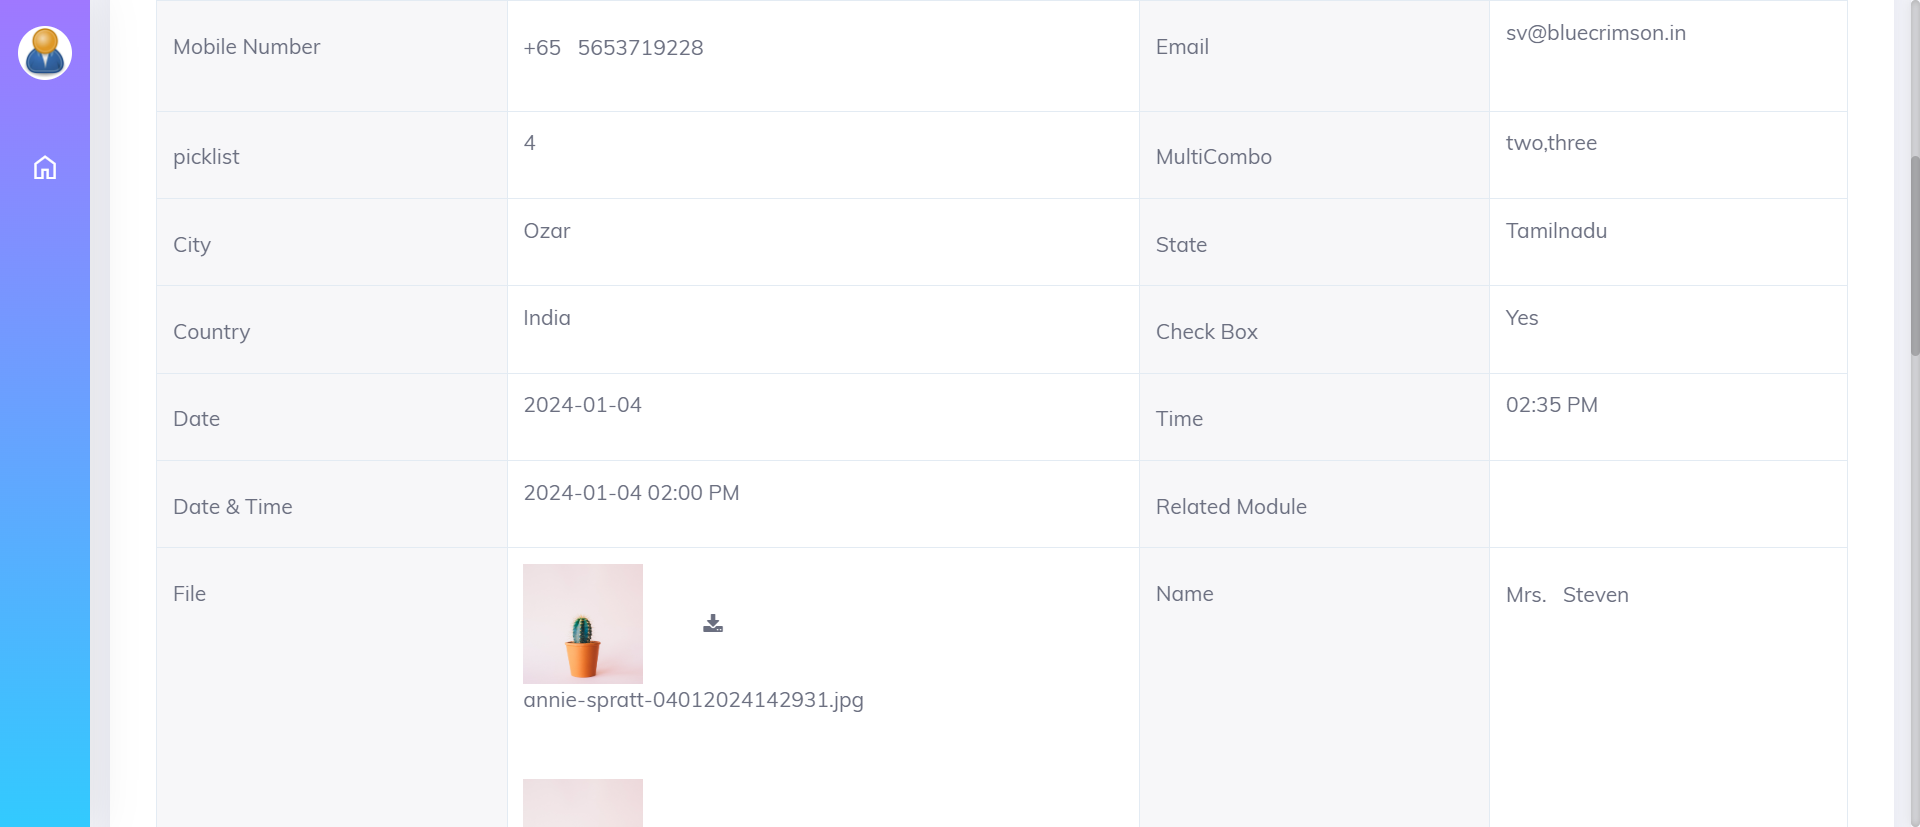 Mobile Number +65 5653719228 Email sv@bluecrimson.in
picklist 4 MultiCombo two,three
City Ozar State Tamilnadu
Country India Check Box Yes
Date 2024-01-04 Time 02:35 PM
Date & Time 2024-01-04 02:00 PM Related Module
File Name Mrs. Steven
annie-spratt-04012024142931.jpg